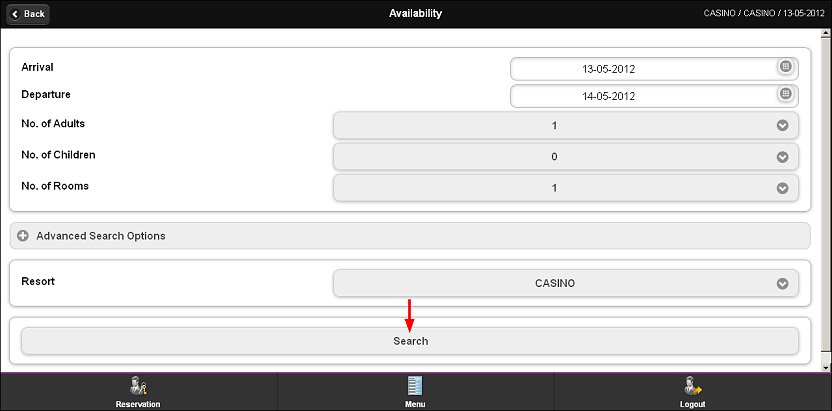 Back
Availability
CASINO / CASINO / 13-05-2012
Arrival
13-05-2012
Departure
14-05-2012
No. of Adults
1
No. of Children
0
No. of Rooms
1
Advanced Search Options
Resort
CASINO
Search
Reservation
Menu
Logout